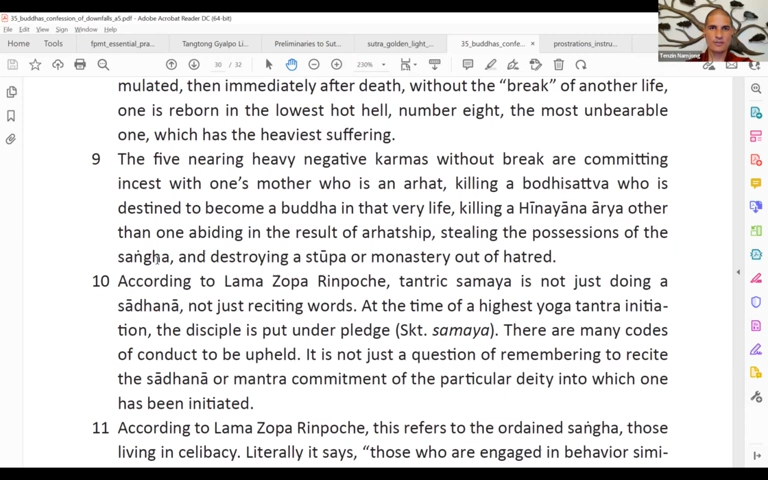 35_buddhas_confession_of_downfalls_a5.pdf - Adobe Acrobat Reader DC (64-bit)
File Edit View Sign Window Help
Home Tools fpmt_essential_pra... Tangtong Gyalpo Li... Preliminaries to Sut... sutra_golden_light_... 35_buddhas_confe... × prostrations_instru...
30 / 32 230%
Tenzin Namjong
mulated, then immediately after death, without the “break” of another life,
one is reborn in the lowest hot hell, number eight, the most unbearable
one, which has the heaviest suffering.
9 The five nearing heavy negative karmas without break are committing
incest with one’s mother who is an arhat, killing a bodhisattva who is
destined to become a buddha in that very life, killing a Hīnayāna ārya other
than one abiding in the result of arhatship, stealing the possessions of the
saṅgha, and destroying a stūpa or monastery out of hatred.
10 According to Lama Zopa Rinpoche, tantric samaya is not just doing a
sādhanā, not just reciting words. At the time of a highest yoga tantra initia-
tion, the disciple is put under pledge (Skt. samaya). There are many codes
of conduct to be upheld. It is not just a question of remembering to recite
the sādhanā or mantra commitment of the particular deity into which one
has been initiated.
11 According to Lama Zopa Rinpoche, this refers to the ordained saṅgha, those
living in celibacy. Literally it says, “those who are engaged in behavior simi-